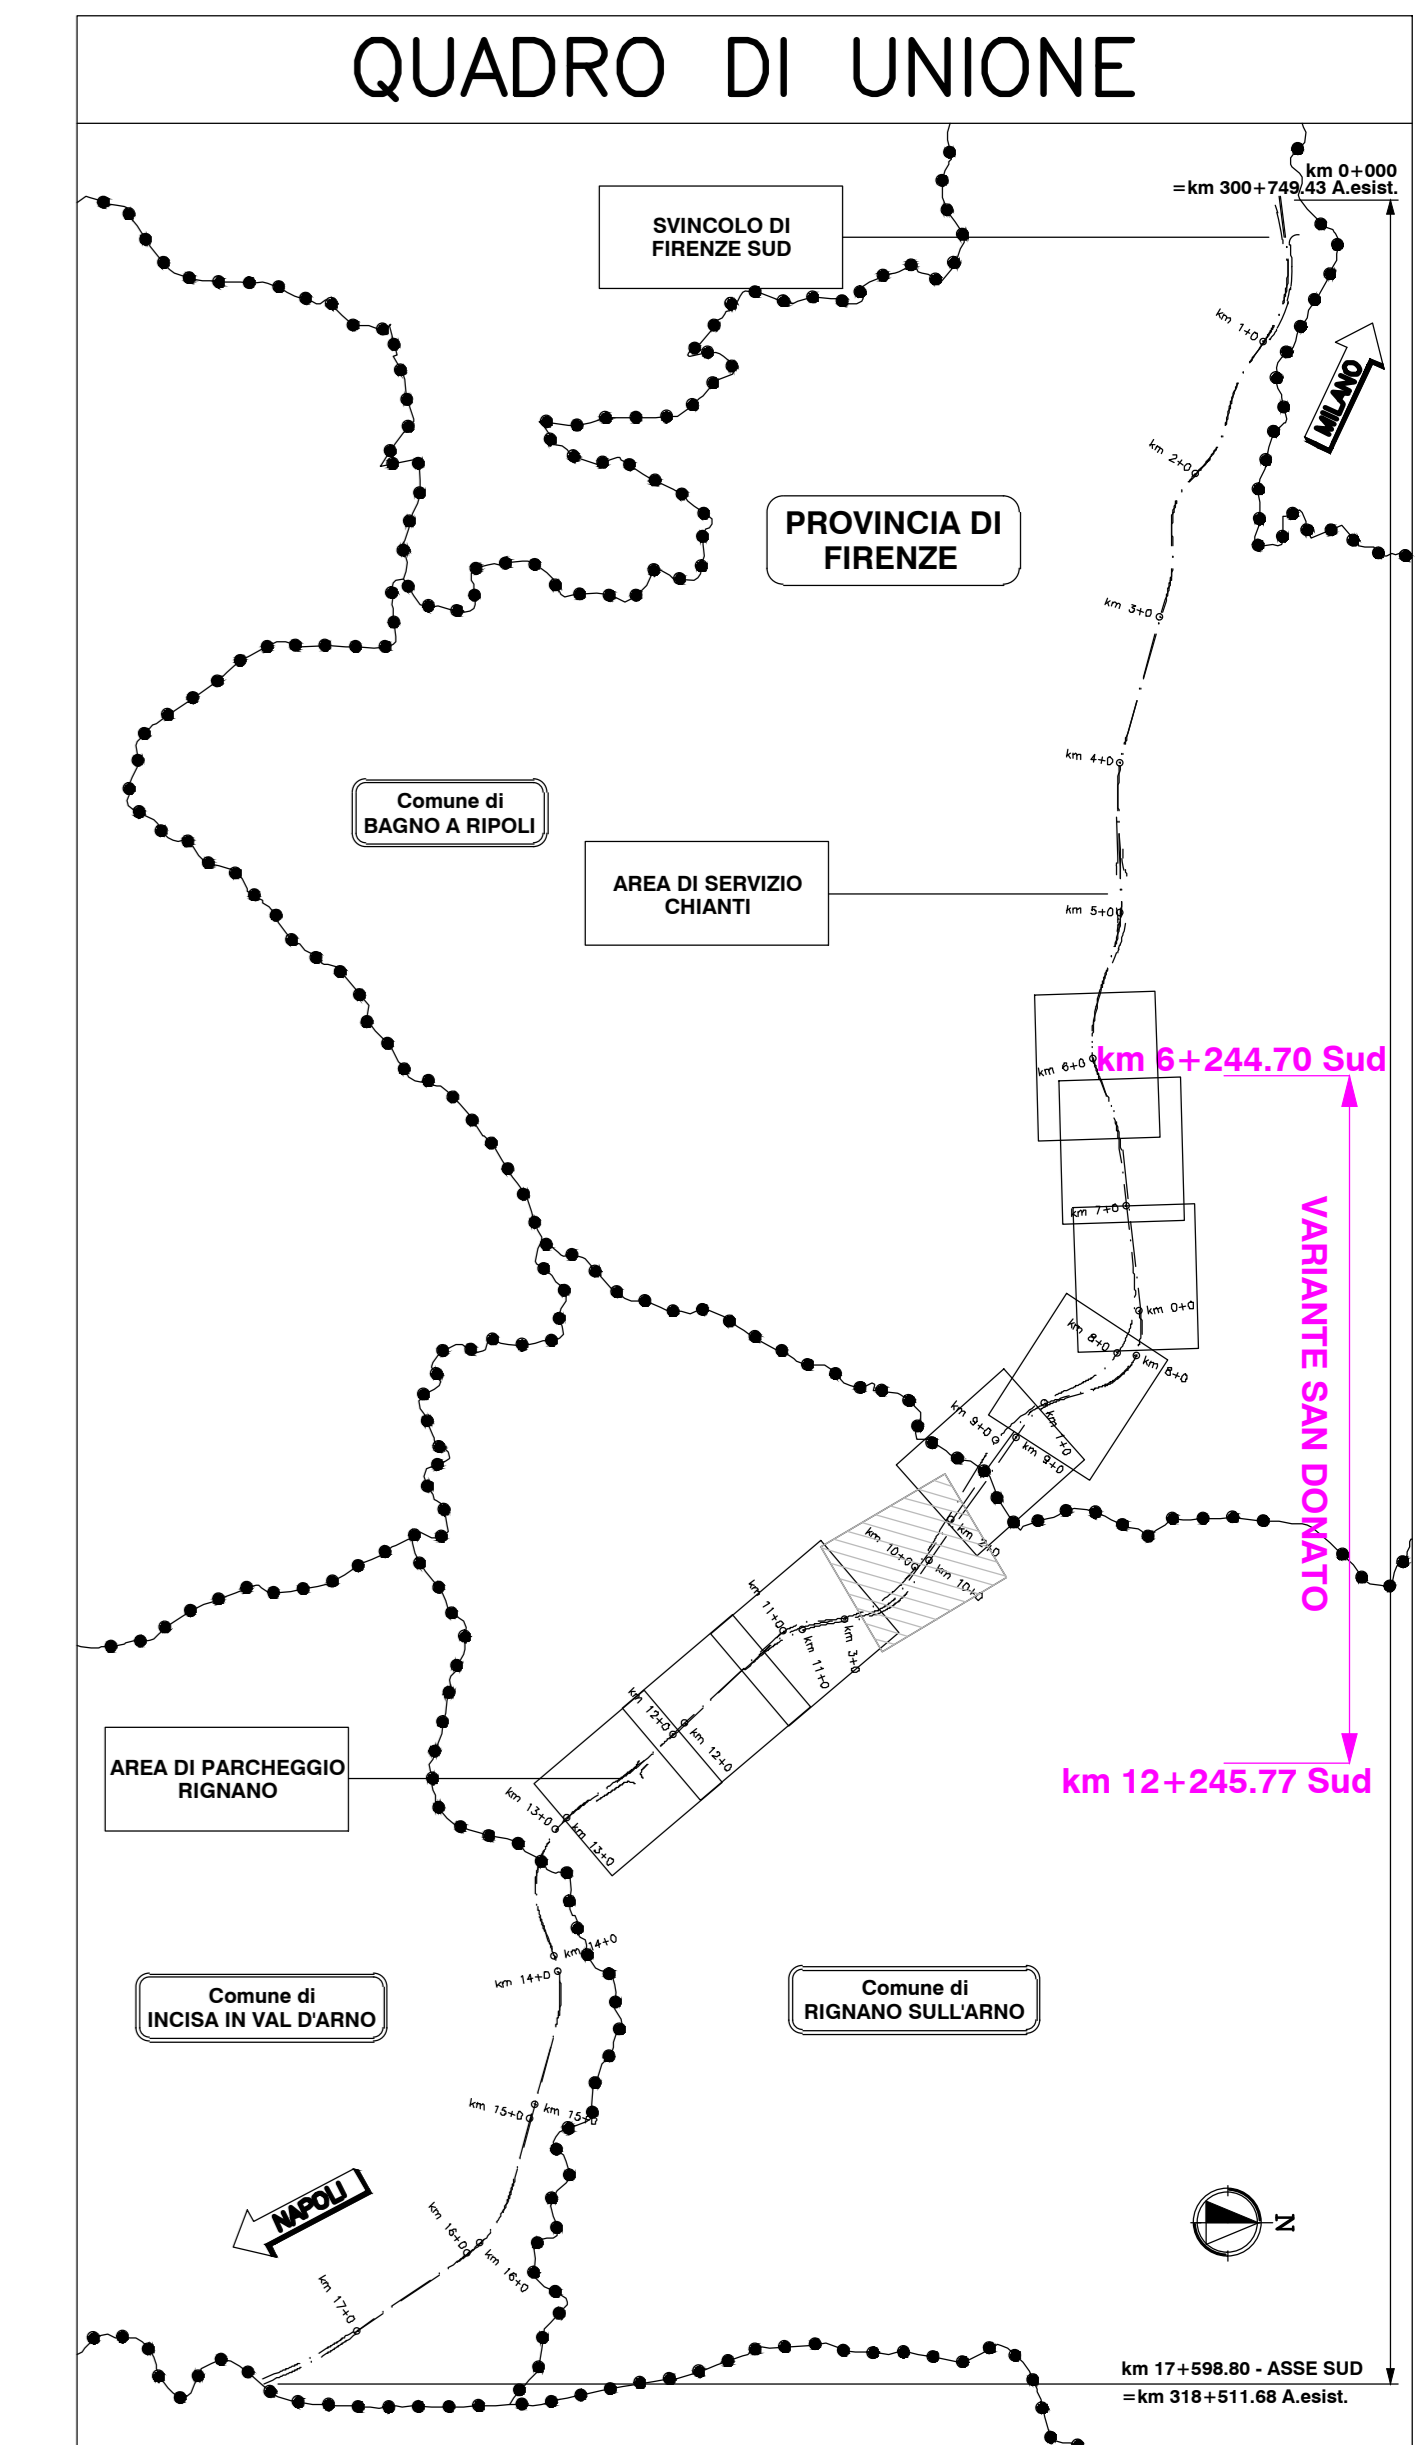 QUADRO DI UNIONE
km 0+000
=km 300+749.43 A.esist.
SVINCOLO DI
FIRENZE SUD
km 1+0
MILANO
km 2+0
PROVINCIA DI
FIRENZE
km 3+0
km 4+0
Comune di
BAGNO A RIPOLI
AREA DI SERVIZIO
CHIANTI
km 5+0
km 6+244.70 Sud
km 6+0
VARIANTE SAN DONATO
km 7+0
km 0+0
km 8+0
km 8+0
km 1+0
km 9+0
km 9+0
km 2+0
km 10+0
km 10+0
km 11+0
km 11+0
km 3+0
km 12+0
km 12+0
AREA DI PARCHEGGIO
RIGNANO
km 12+245.77 Sud
km 13+0
km 13+0
km 14+0
km 14+0
Comune di
INCISA IN VAL D'ARNO
Comune di
RIGNANO SULL'ARNO
km 15+0
km 15+0
NAPOLI
km 16+0
km 16+0
N
km 17+0
km 17+598.80 - ASSE SUD
=km 318+511.68 A.esist.